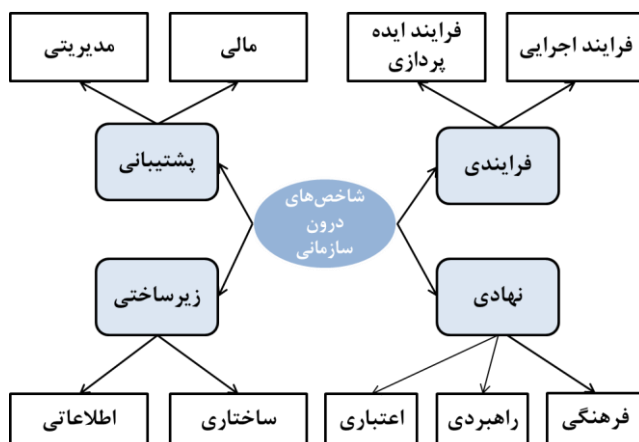 فرایند اجرایی
فرایند ایده
پردازی
مالی
مدیریتی
فرایندی
پشتیبانی
شاخص‌های
درون
سازمانی
نهادی
زیرساختی
فرهنگی
راهبردی
اعتباری
ساختاری
اطلاعاتی